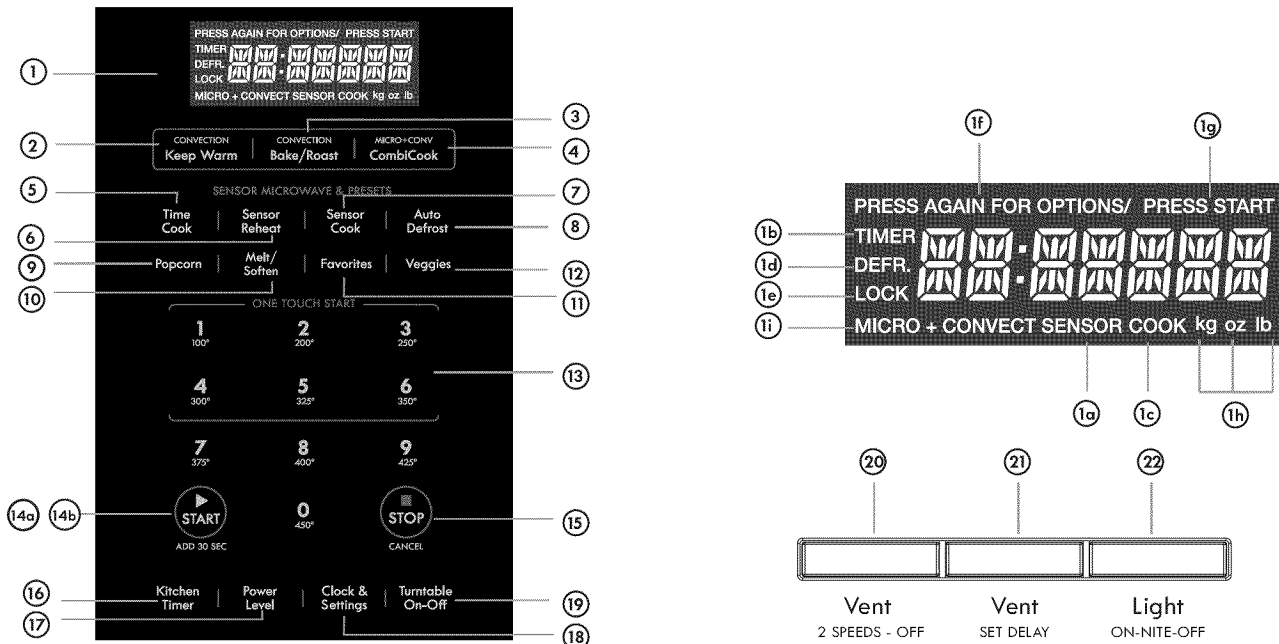 PRESS AGAIN FOR OPTIONS/ PRESS START
TIMER
DEFR.
LOCK
MICRO + CONVECT SENSOR COOK kg oz lb
1
2
3
4
CONVECTION
Keep Warm
CONVECTION
Bake/Roast
MICRO+CONV
CombiCook
SENSOR MICROWAVE & PRESETS
5
6
7
8
Time
Cook
Sensor
Reheat
Sensor
Cook
Auto
Defrost
9
10
11
12
Popcorn
Melt/
Soften
Favorites
Veggies
ONE TOUCH START
1
100°
2
200°
3
250°
4
300°
5
325°
6
350°
13
7
375°
8
400°
9
425°
14a
14b
START
ADD 30 SEC
0
450°
STOP
CANCEL
15
16
17
18
19
Kitchen
Timer
Power
Level
Clock &
Settings
Turntable
On-Off
1f
1g
PRESS AGAIN FOR OPTIONS/ PRESS START
1b
TIMER
1d
DEFR.
1e
LOCK
1i
MICRO + CONVECT SENSOR COOK kg oz lb
1a
1c
1h
20
21
22
Vent
2 SPEEDS - OFF
Vent
SET DELAY
Light
ON-NITE-OFF